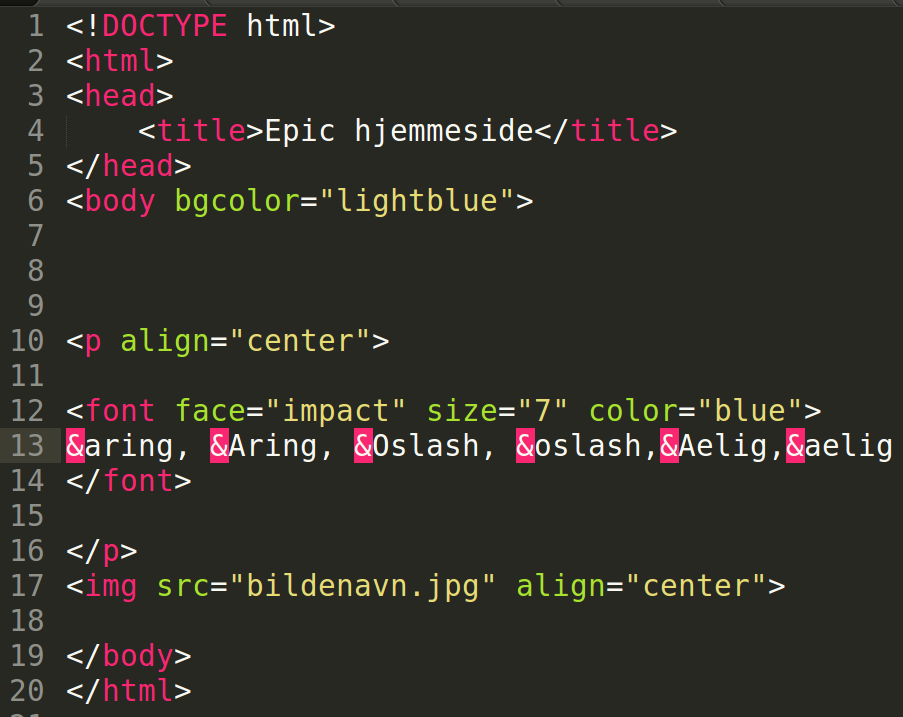 1 <!DOCTYPE html>
2 <html>
3 <head>
4     <title>Epic hjemmeside</title>
5 </head>
6 <body bgcolor="lightblue">
7
8
9
10 <p align="center">
11
12 <font face="impact" size="7" color="blue">
13 &aring, &Aring, &Oslash, &oslash,&Aelig,&aelig
14 </font>
15
16 </p>
17 <img src="bildenavn.jpg" align="center">
18
19 </body>
20 </html>